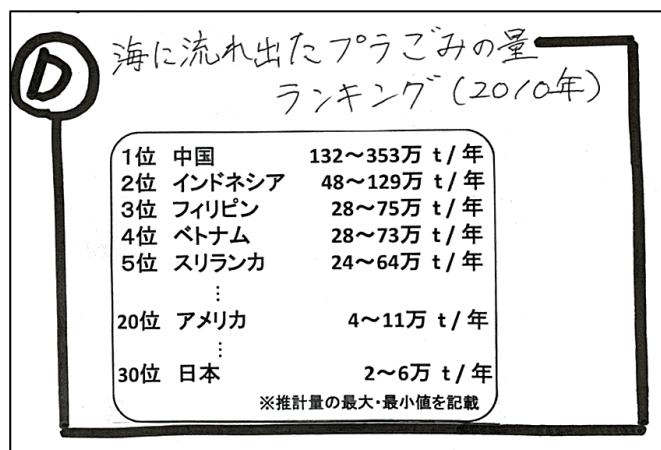 D
海に流れ出たプラごみの量
ランキング(2010年)
1位 中国 132～353万 t/年
2位 インドネシア 48～129万 t/年
3位 フィリピン 28～75万 t/年
4位 ベトナム 28～73万 t/年
5位 スリランカ 24～64万 t/年
⋮
20位 アメリカ 4～11万 t/年
⋮
30位 日本 2～6万 t/年
※推計量の最大・最小値を記載